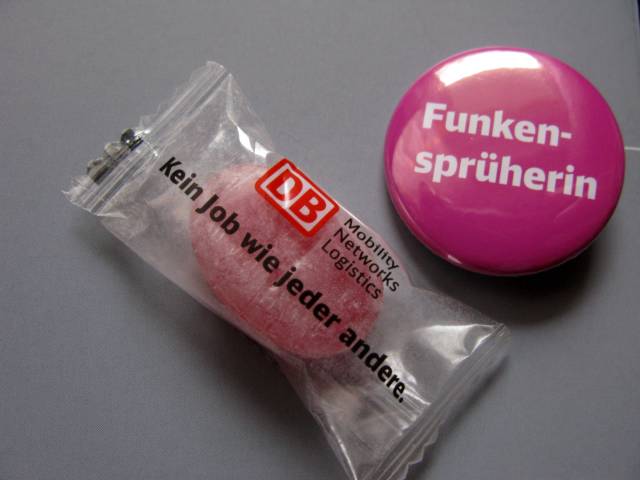 Funken-
sprüherin
DB
Mobility
Networks
Logistics
Kein Job wie jeder andere.